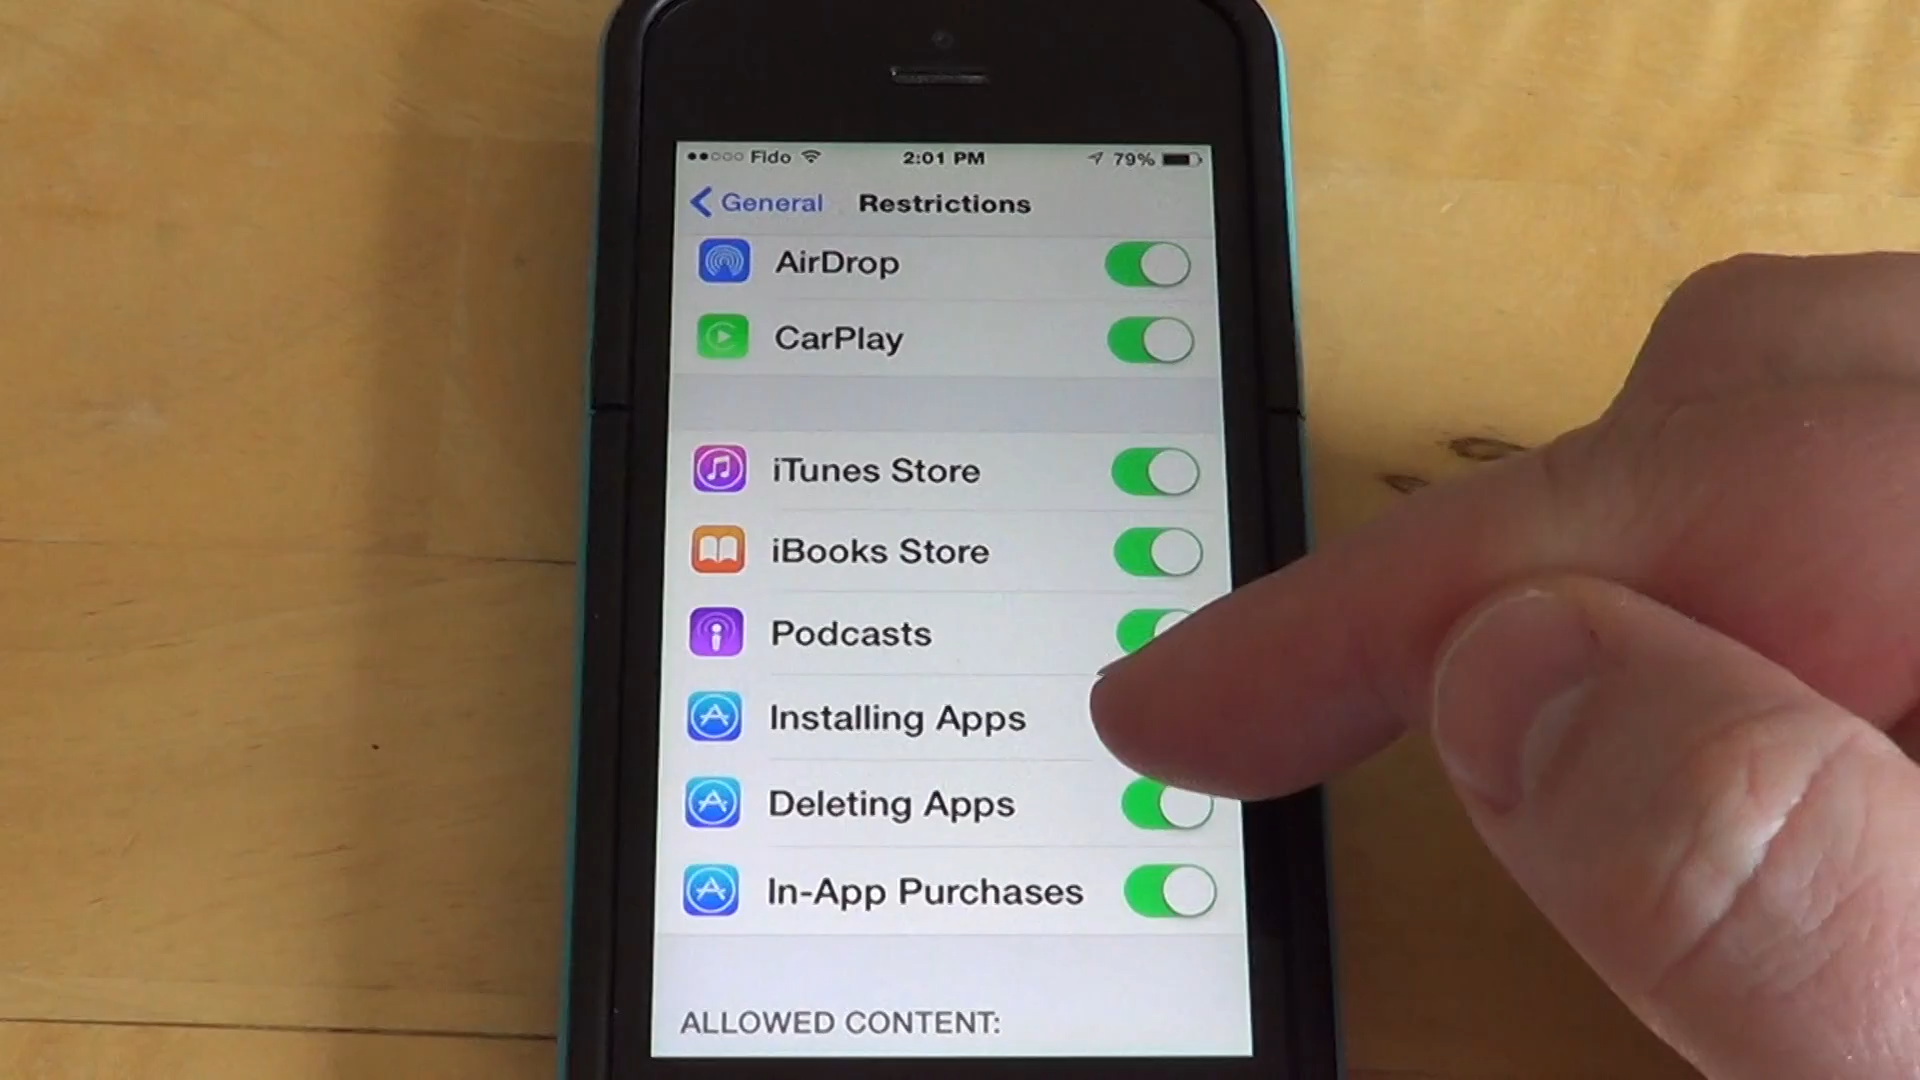 Fido 2:01 PM 79%
General Restrictions
AirDrop
CarPlay
iTunes Store
iBooks Store
Podcasts
Installing Apps
Deleting Apps
In-App Purchases
ALLOWED CONTENT: